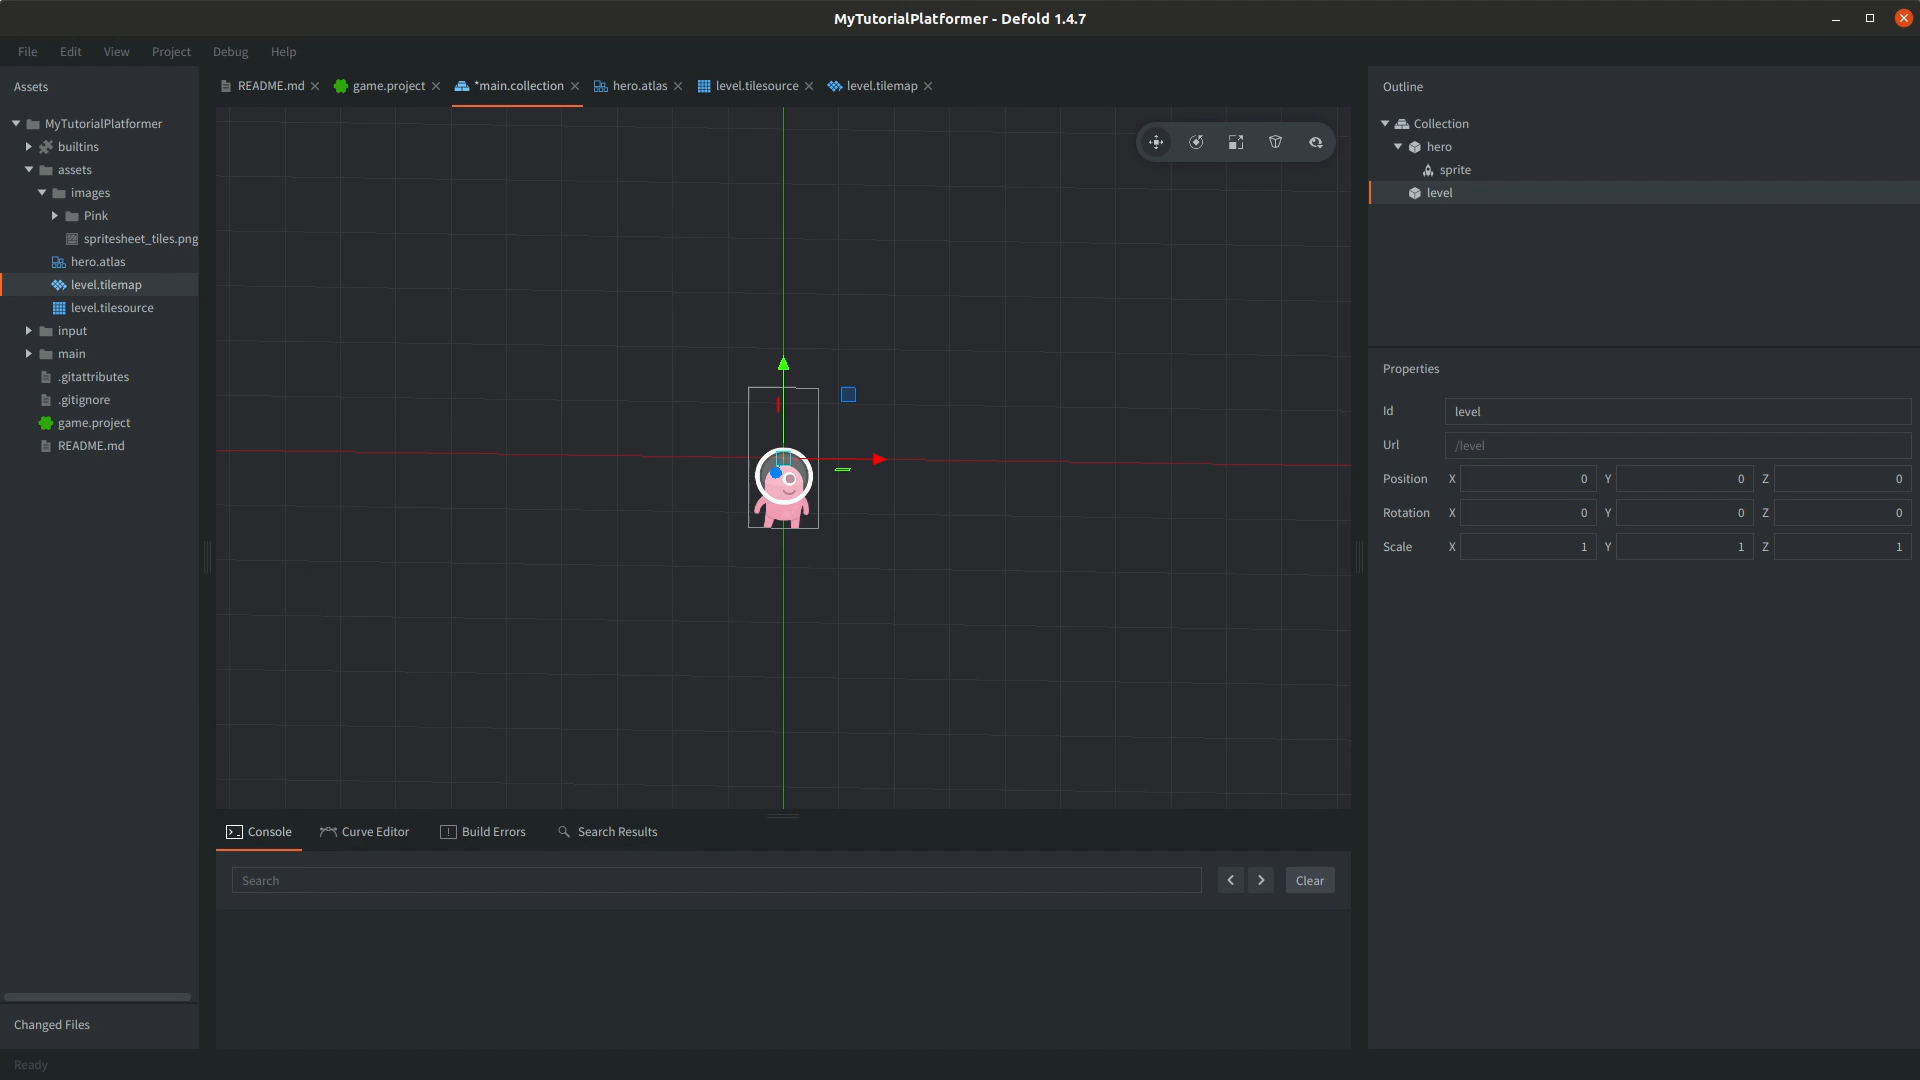 MyTutorialPlatformer - Defold 1.4.7
File Edit View Project Debug Help
Assets
MyTutorialPlatformer
builtins
assets
images
Pink
spritesheet_tiles.png
hero.atlas
level.tilemap
level.tilesource
input
main
.gitattributes
.gitignore
game.project
README.md
Changed Files
Ready
README.md game.project *main.collection hero.atlas level.tilesource level.tilemap
Console Curve Editor Build Errors Search Results
Search Clear
Outline
Collection
hero
sprite
level
Properties
Id level
Url /level
Position X 0 Y 0 Z 0
Rotation X 0 Y 0 Z 0
Scale X 1 Y 1 Z 1